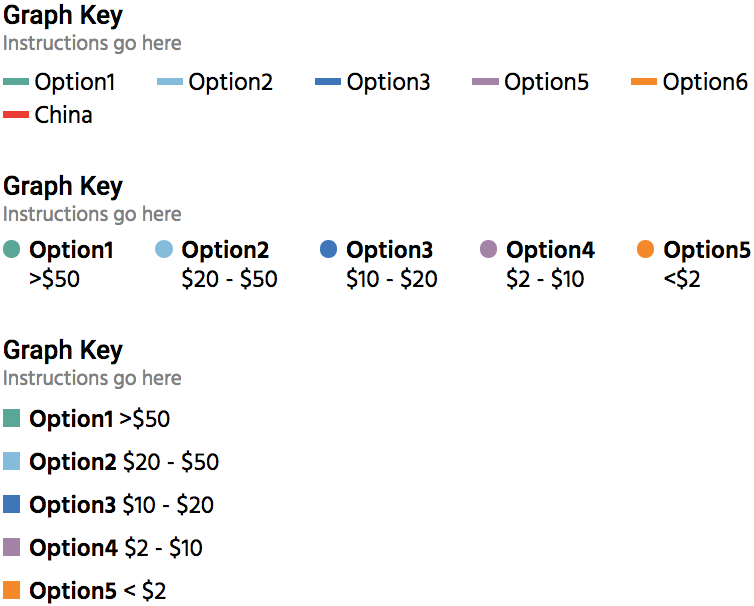 Graph Key
Instructions go here
Option1 Option2 Option3 Option5 Option6
China
Graph Key
Instructions go here
Option1 Option2 Option3 Option4 Option5
>$50 $20 - $50 $10 - $20 $2 - $10 <$2
Graph Key
Instructions go here
Option1 >$50
Option2 $20 - $50
Option3 $10 - $20
Option4 $2 - $10
Option5 < $2